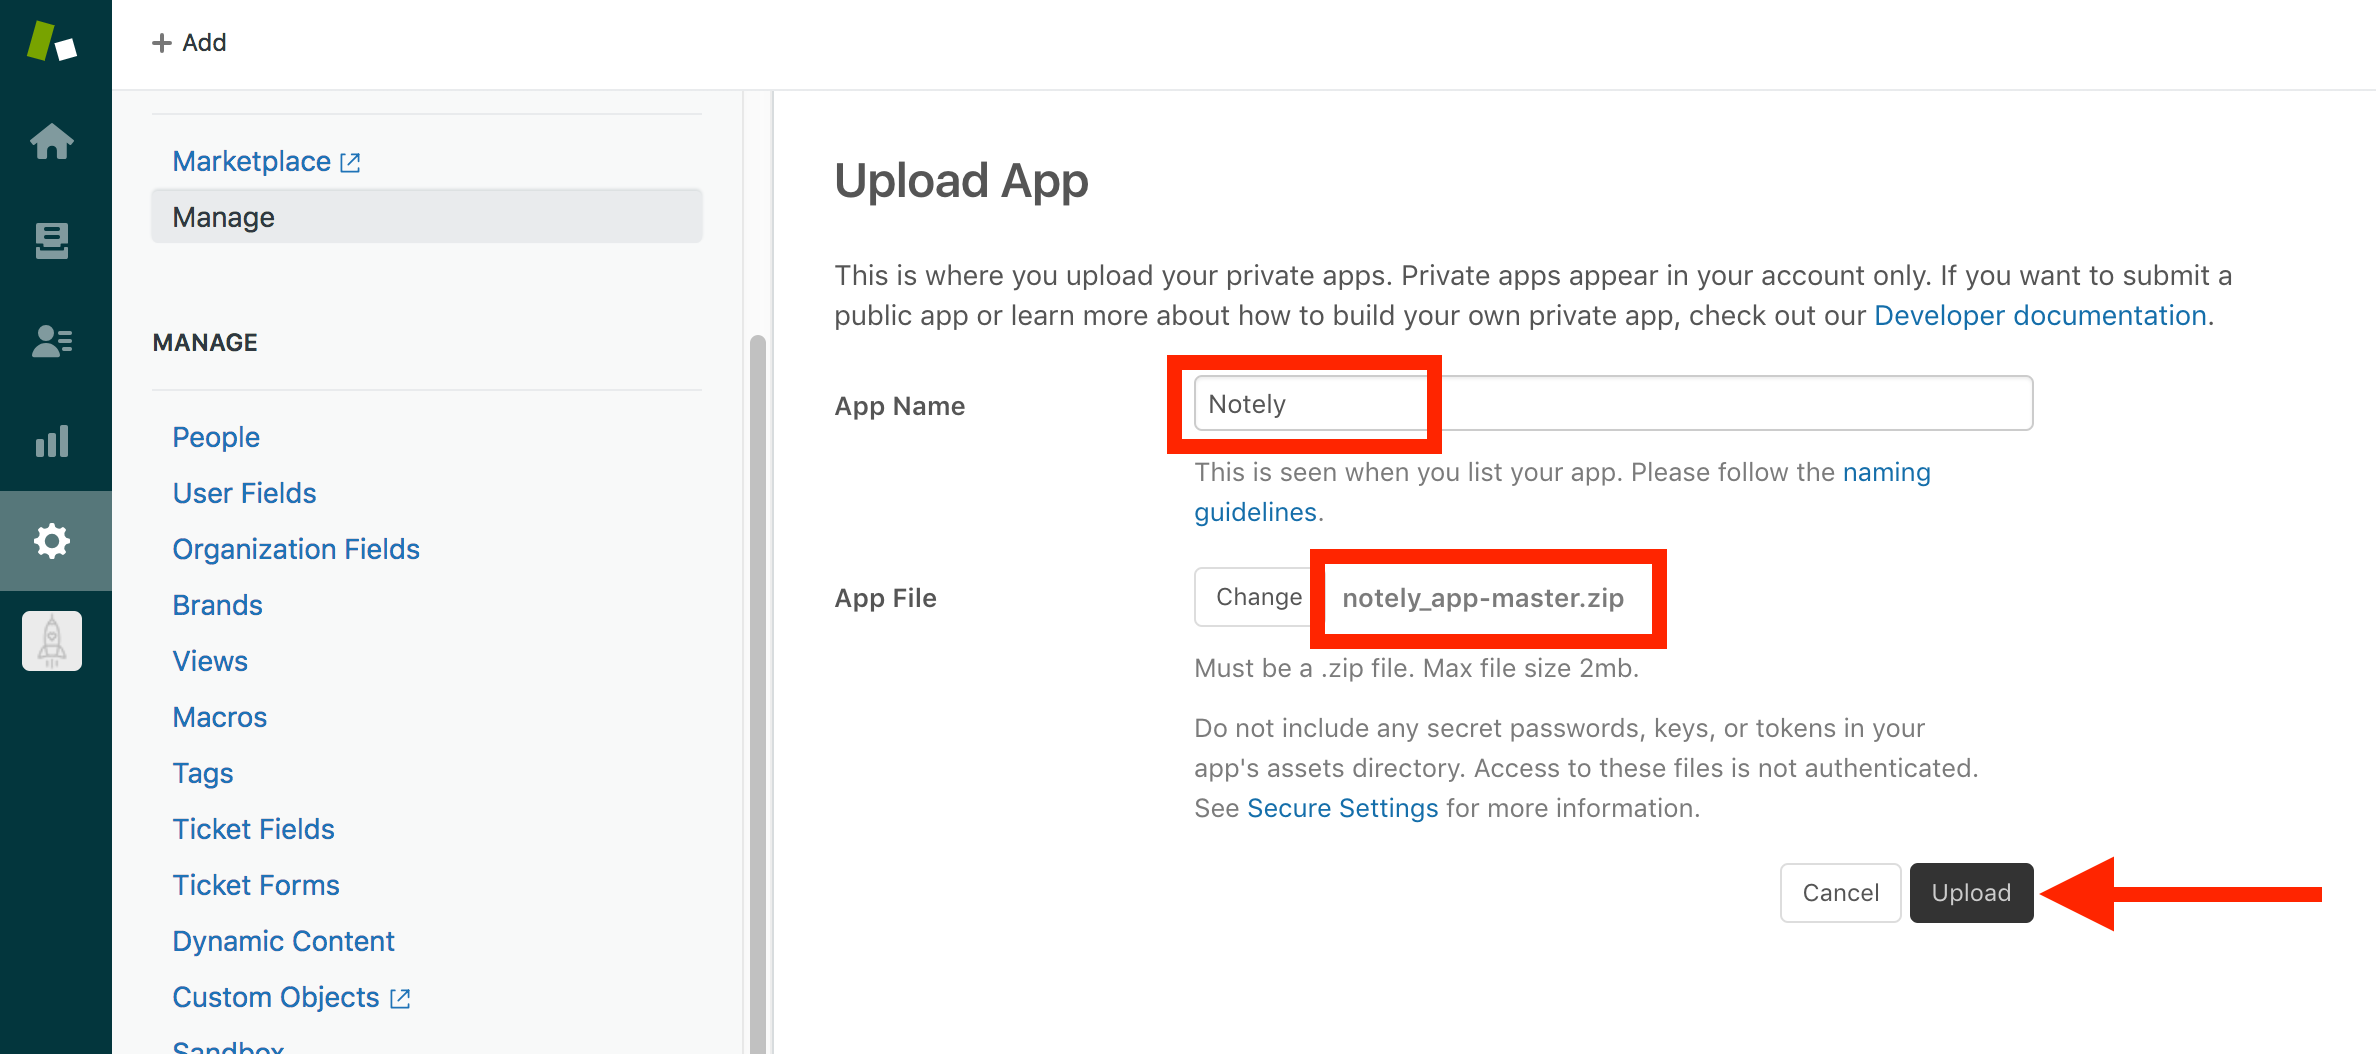 Add
Marketplace
Manage
MANAGE
People
User Fields
Organization Fields
Brands
Views
Macros
Tags
Ticket Fields
Ticket Forms
Dynamic Content
Custom Objects
Sandbox
Upload App
This is where you upload your private apps. Private apps appear in your account only. If you want to submit a
public app or learn more about how to build your own private app, check out our Developer documentation.
App Name
Notely
This is seen when you list your app. Please follow the naming
guidelines.
App File
Change
notely_app-master.zip
Must be a .zip file. Max file size 2mb.
Do not include any secret passwords, keys, or tokens in your
app's assets directory. Access to these files is not authenticated.
See Secure Settings for more information.
Cancel
Upload